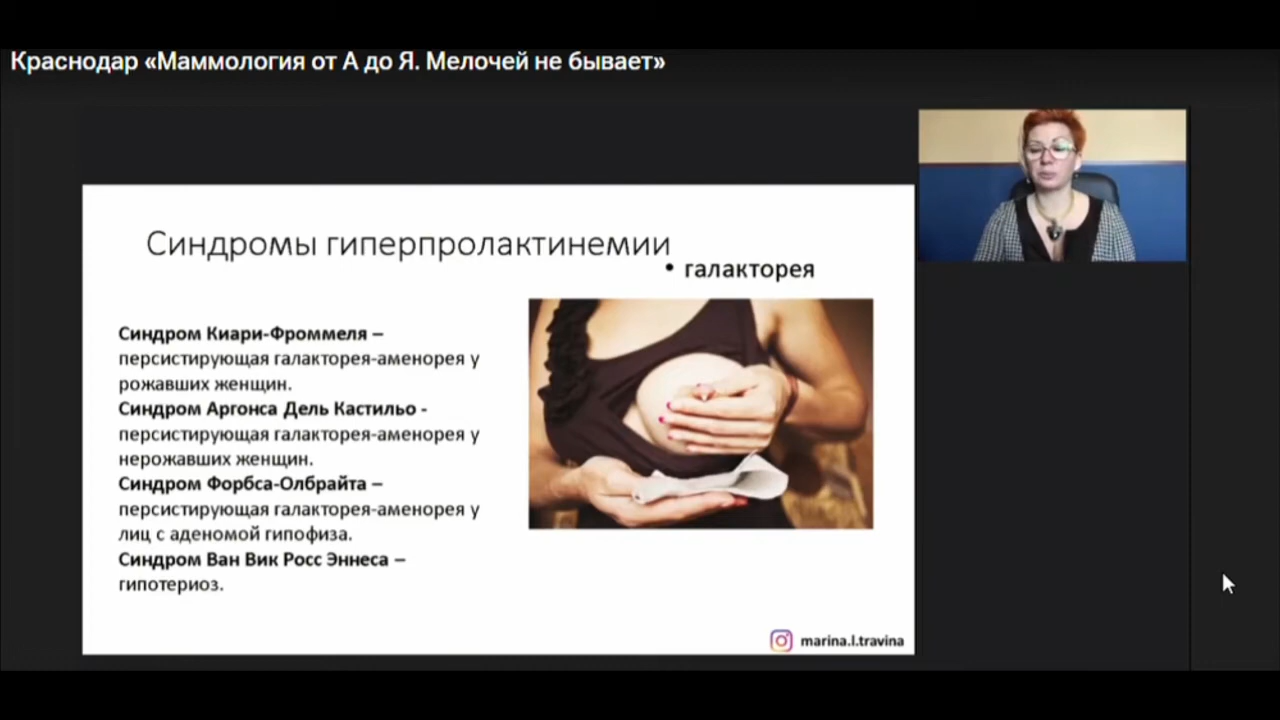 Краснодар «Маммология от А до Я. Мелочей не бывает»
Синдромы гиперпролактинемии
• галакторея
Синдром Киари-Фроммеля –
персистирующая галакторея-аменорея у
рожавших женщин.
Синдром Аргонса Дель Кастильо -
персистирующая галакторея-аменорея у
нерожавших женщин.
Синдром Форбса-Олбрайта –
персистирующая галакторея-аменорея у
лиц с аденомой гипофиза.
Синдром Ван Вик Росс Эннеса –
гипотериоз.
marina.l.travina